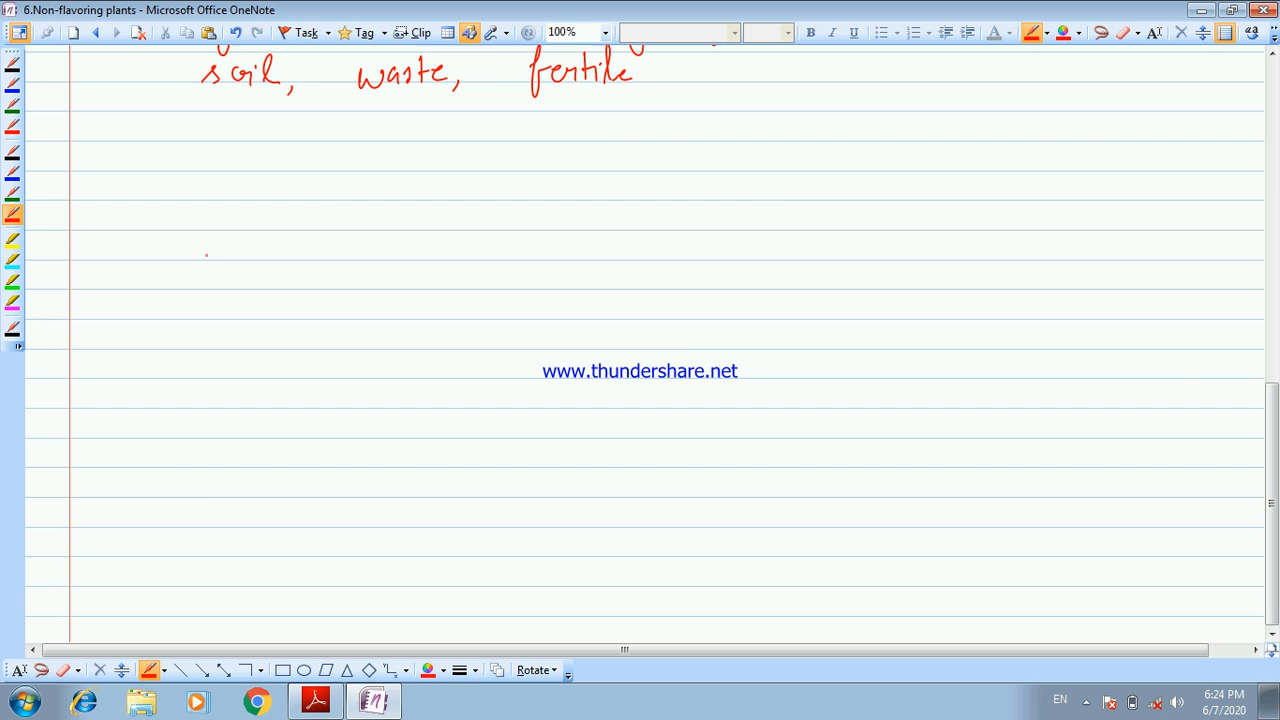 6.Non-flavoring plants - Microsoft Office OneNote
Task Tag Clip 100% B I U A
soil, waste, fertile
www.thundershare.net
A Rotate
EN 6:24 PM
6/7/2020